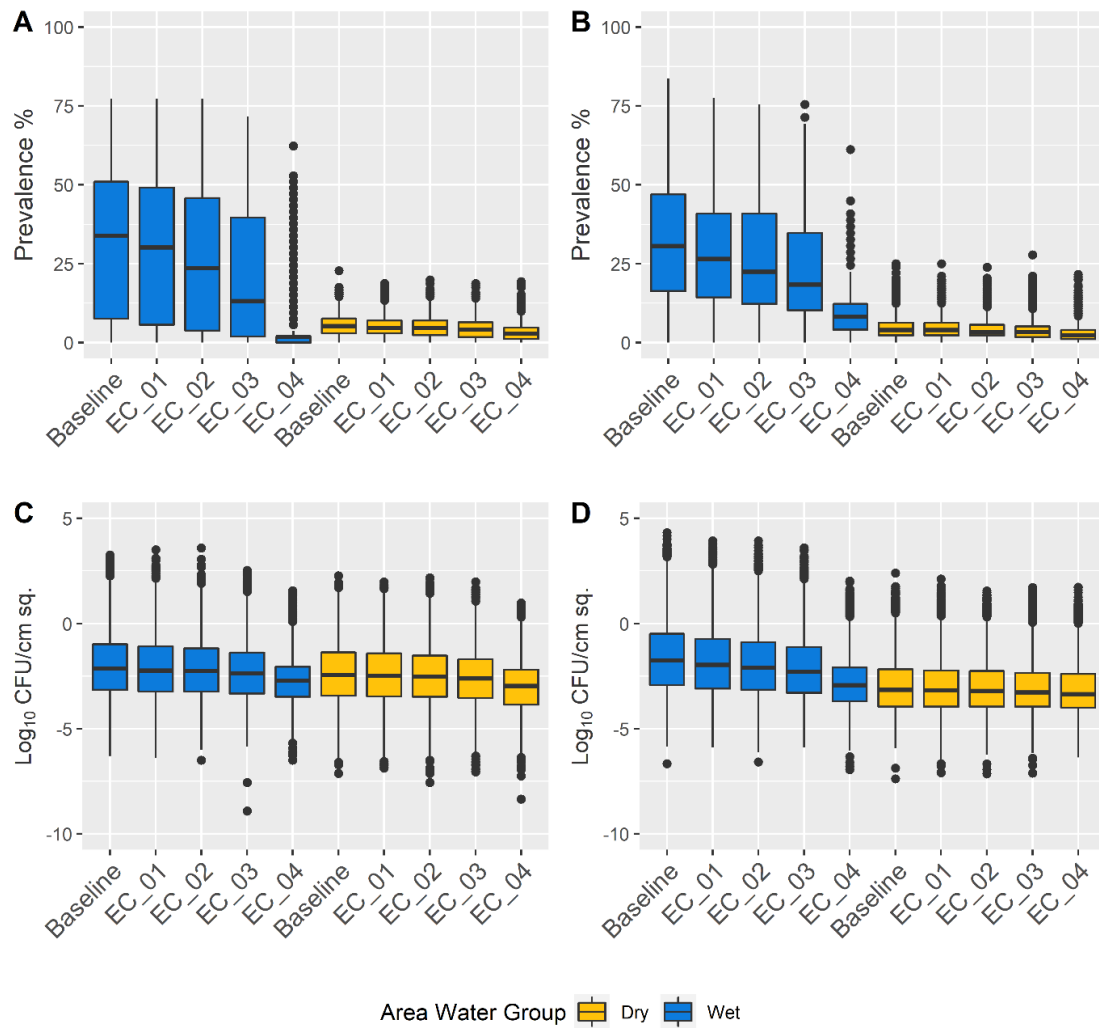 A
B
100
75
50
25
0
Prevalence %
100
75
50
25
0
Prevalence %
Baseline EC_01 EC_02 EC_03 EC_04 Baseline EC_01 EC_02 EC_03 EC_04
Baseline EC_01 EC_02 EC_03 EC_04 Baseline EC_01 EC_02 EC_03 EC_04
C
D
5
0
-5
-10
Log₁₀ CFU/cm sq.
5
0
-5
-10
Log₁₀ CFU/cm sq.
Baseline EC_01 EC_02 EC_03 EC_04 Baseline EC_01 EC_02 EC_03 EC_04
Baseline EC_01 EC_02 EC_03 EC_04 Baseline EC_01 EC_02 EC_03 EC_04
Area Water Group Dry Wet